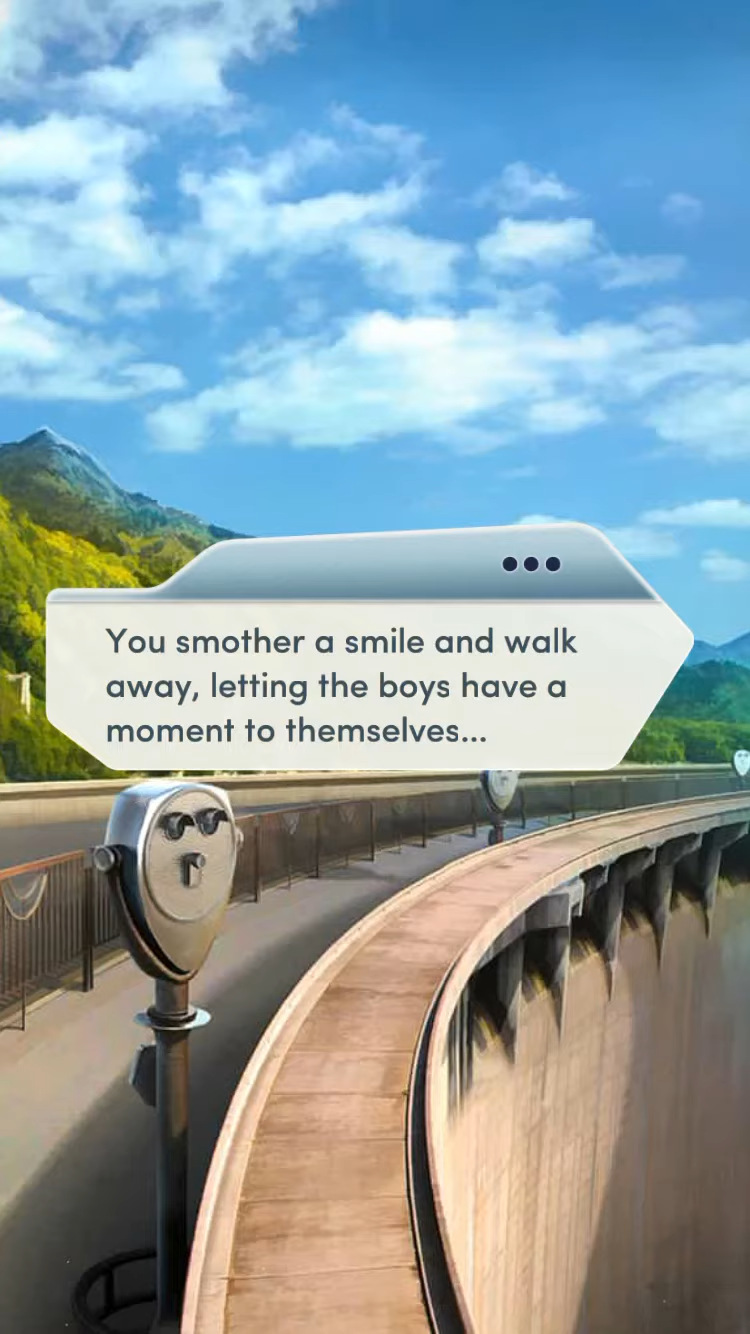 You smother a smile and walk
away, letting the boys have a
moment to themselves...